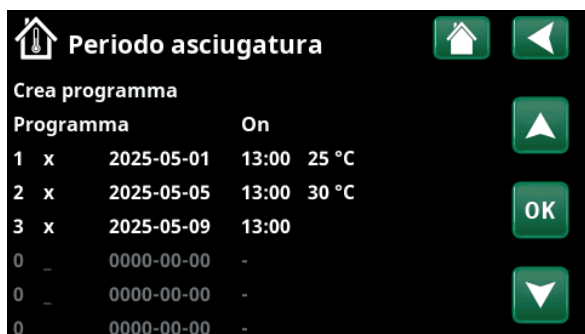 Periodo asciugatura
Crea programma
Programma On
1 x 2025-05-01 13:00 25 °C
2 x 2025-05-05 13:00 30 °C
3 x 2025-05-09 13:00
0 _ 0000-00-00 -
0 _ 0000-00-00 -
0 0000-00-00 -
OK